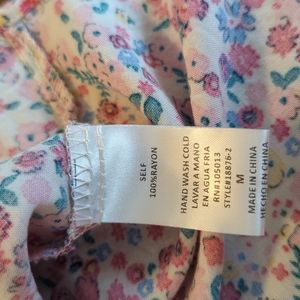 SELF
100%RAYON
HAND WASH COLD
LAVAR A MANO
EN AGUA FRIA
RN#105013
STYLE#18876-2
M
MADE IN CHINA
HECHO EN CHINA